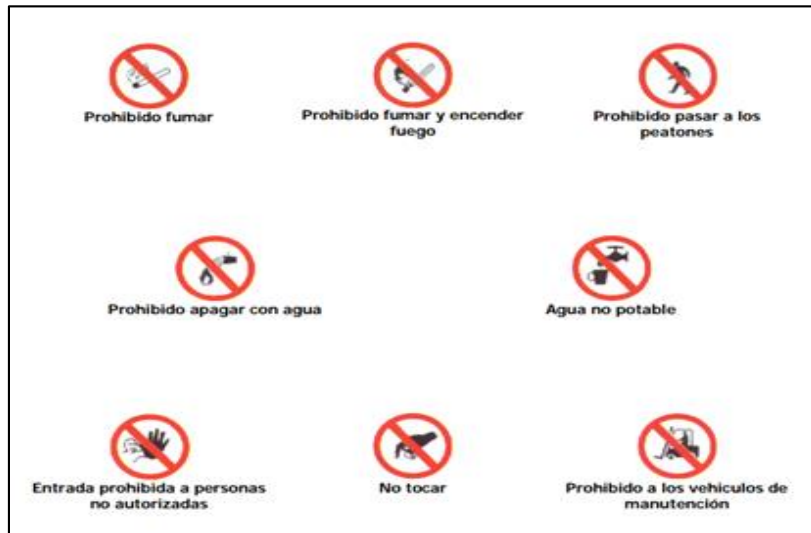 Prohibido fumar
Prohibido fumar y encender
fuego
Prohibido pasar a los
peatones
Prohibido apagar con agua
Agua no potable
Entrada prohibida a personas
no autorizadas
No tocar
Prohibido a los vehículos de
manutención